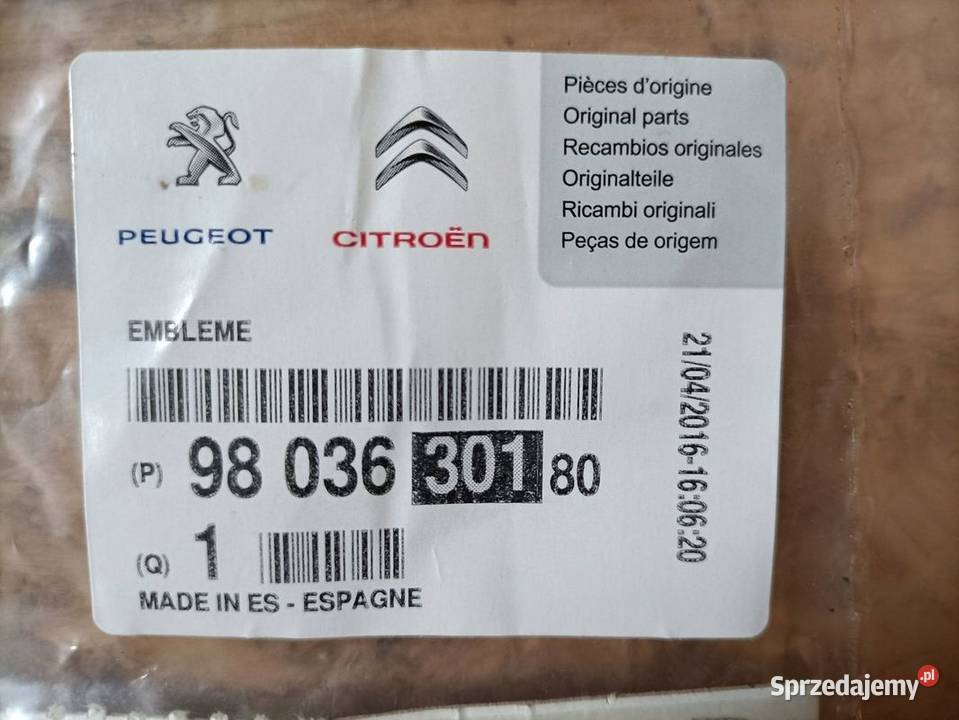 PEUGEOT
CITROËN
Pièces d'origine
Original parts
Recambios originales
Originalteile
Ricambi originali
Peças de origem
EMBLEME
21/04/2016-16:06:20
(P) 98 036 301 80
(Q) 1
MADE IN ES - ESPAGNE
Sprzedajemy.pl